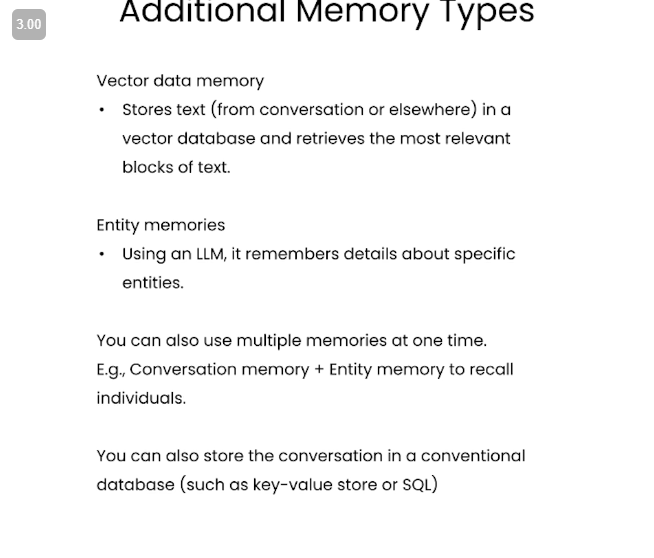 Additional Memory Types
3.00
Vector data memory
• Stores text (from conversation or elsewhere) in a
vector database and retrieves the most relevant
blocks of text.
Entity memories
• Using an LLM, it remembers details about specific
entities.
You can also use multiple memories at one time.
E.g., Conversation memory + Entity memory to recall
individuals.
You can also store the conversation in a conventional
database (such as key-value store or SQL)